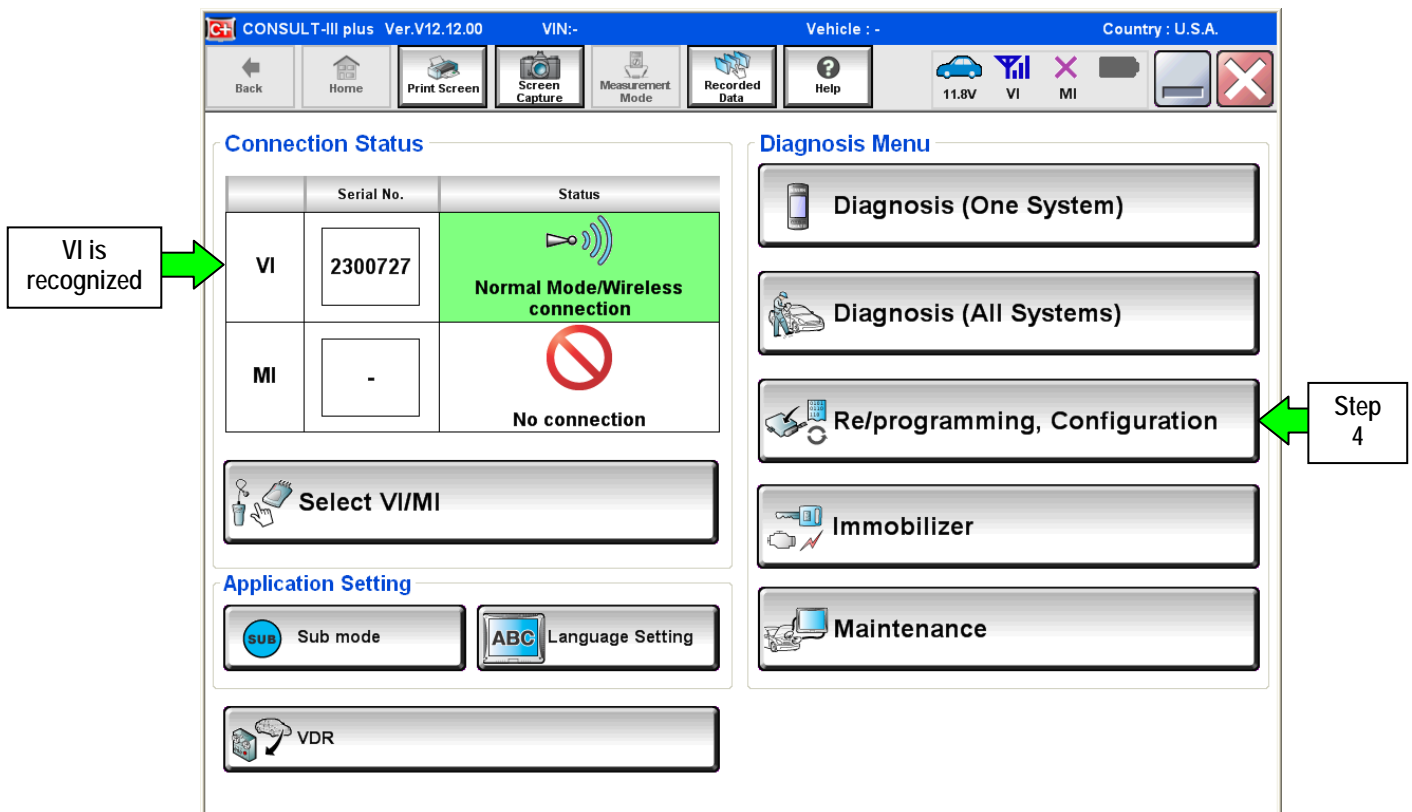 CONSULT-III plus Ver.V12.12.00 VIN:- Vehicle : - Country : U.S.A.
Back
Home
Print Screen
Screen
Capture
Measurement
Mode
Recorded
Data
Help
11.8V
VI
MI
Connection Status
Serial No. Status
VI 2300727
Normal Mode/Wireless
connection
MI -
No connection
Select VI/MI
Application Setting
SUB Sub mode
ABC Language Setting
VDR
Diagnosis Menu
Diagnosis (One System)
Diagnosis (All Systems)
Re/programming, Configuration
Immobilizer
Maintenance
VI is
recognized
Step
4